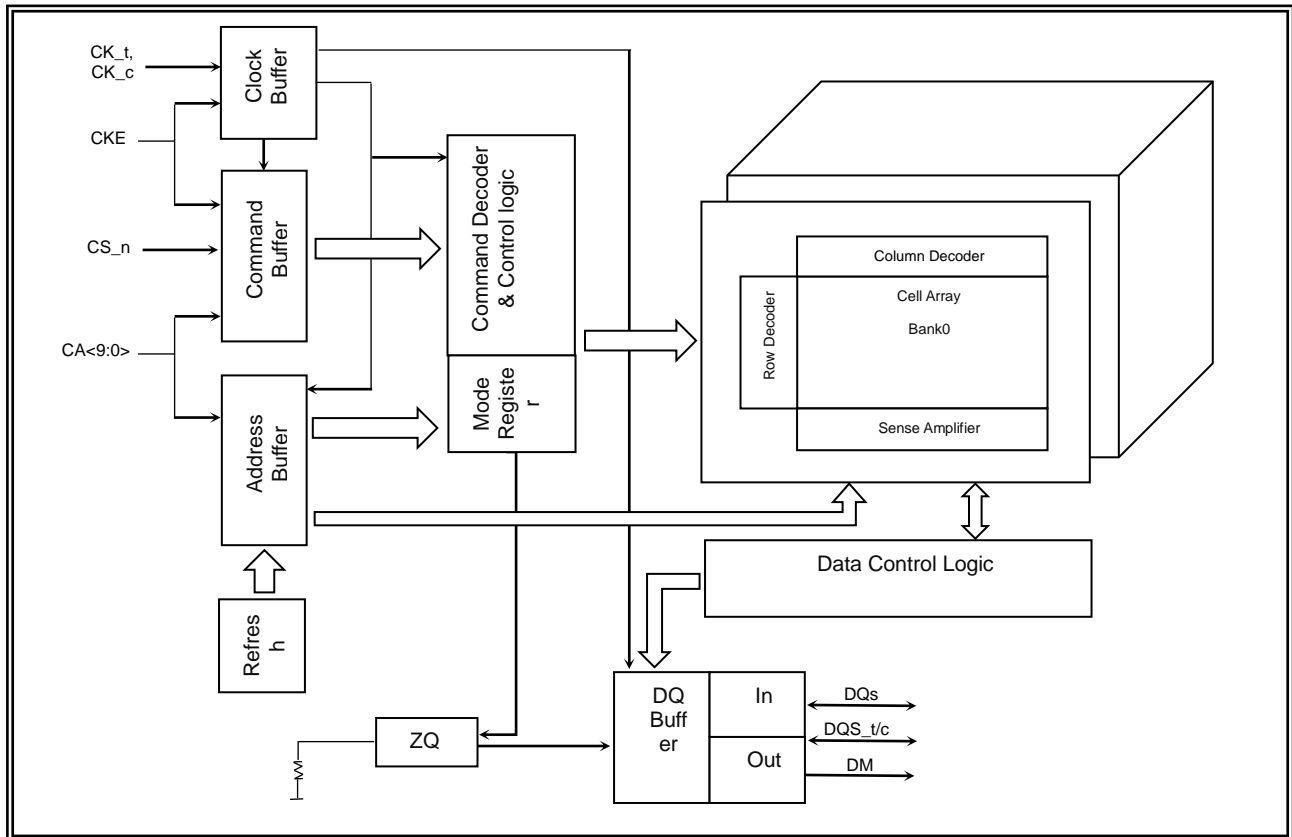 CK_t,
CK_c
CKE
CS_n
CA<9:0>
Clock
Buffer
Command
Buffer
Address
Buffer
Refres
h
Command Decoder
& Control logic
Mode
Registe
r
Column Decoder
Row Decoder
Cell Array
Bank0
Sense Amplifier
Data Control Logic
DQ
Buff
er
In
Out
DQs
DQS_t/c
DM
ZQ